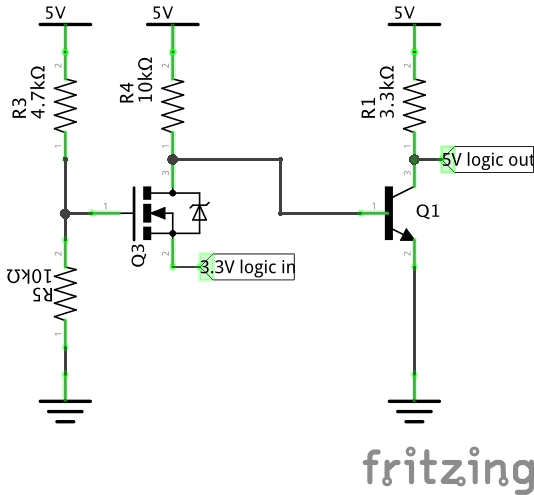 5V
5V
5V
R3
4.7kΩ
2
1
R4
10kΩ
2
1
R1
3.3kΩ
2
1
3
5V logic out
1
Q3
2
3.3V logic in
1
3
Q1
2
R5
10kΩ
2
1
fritzing